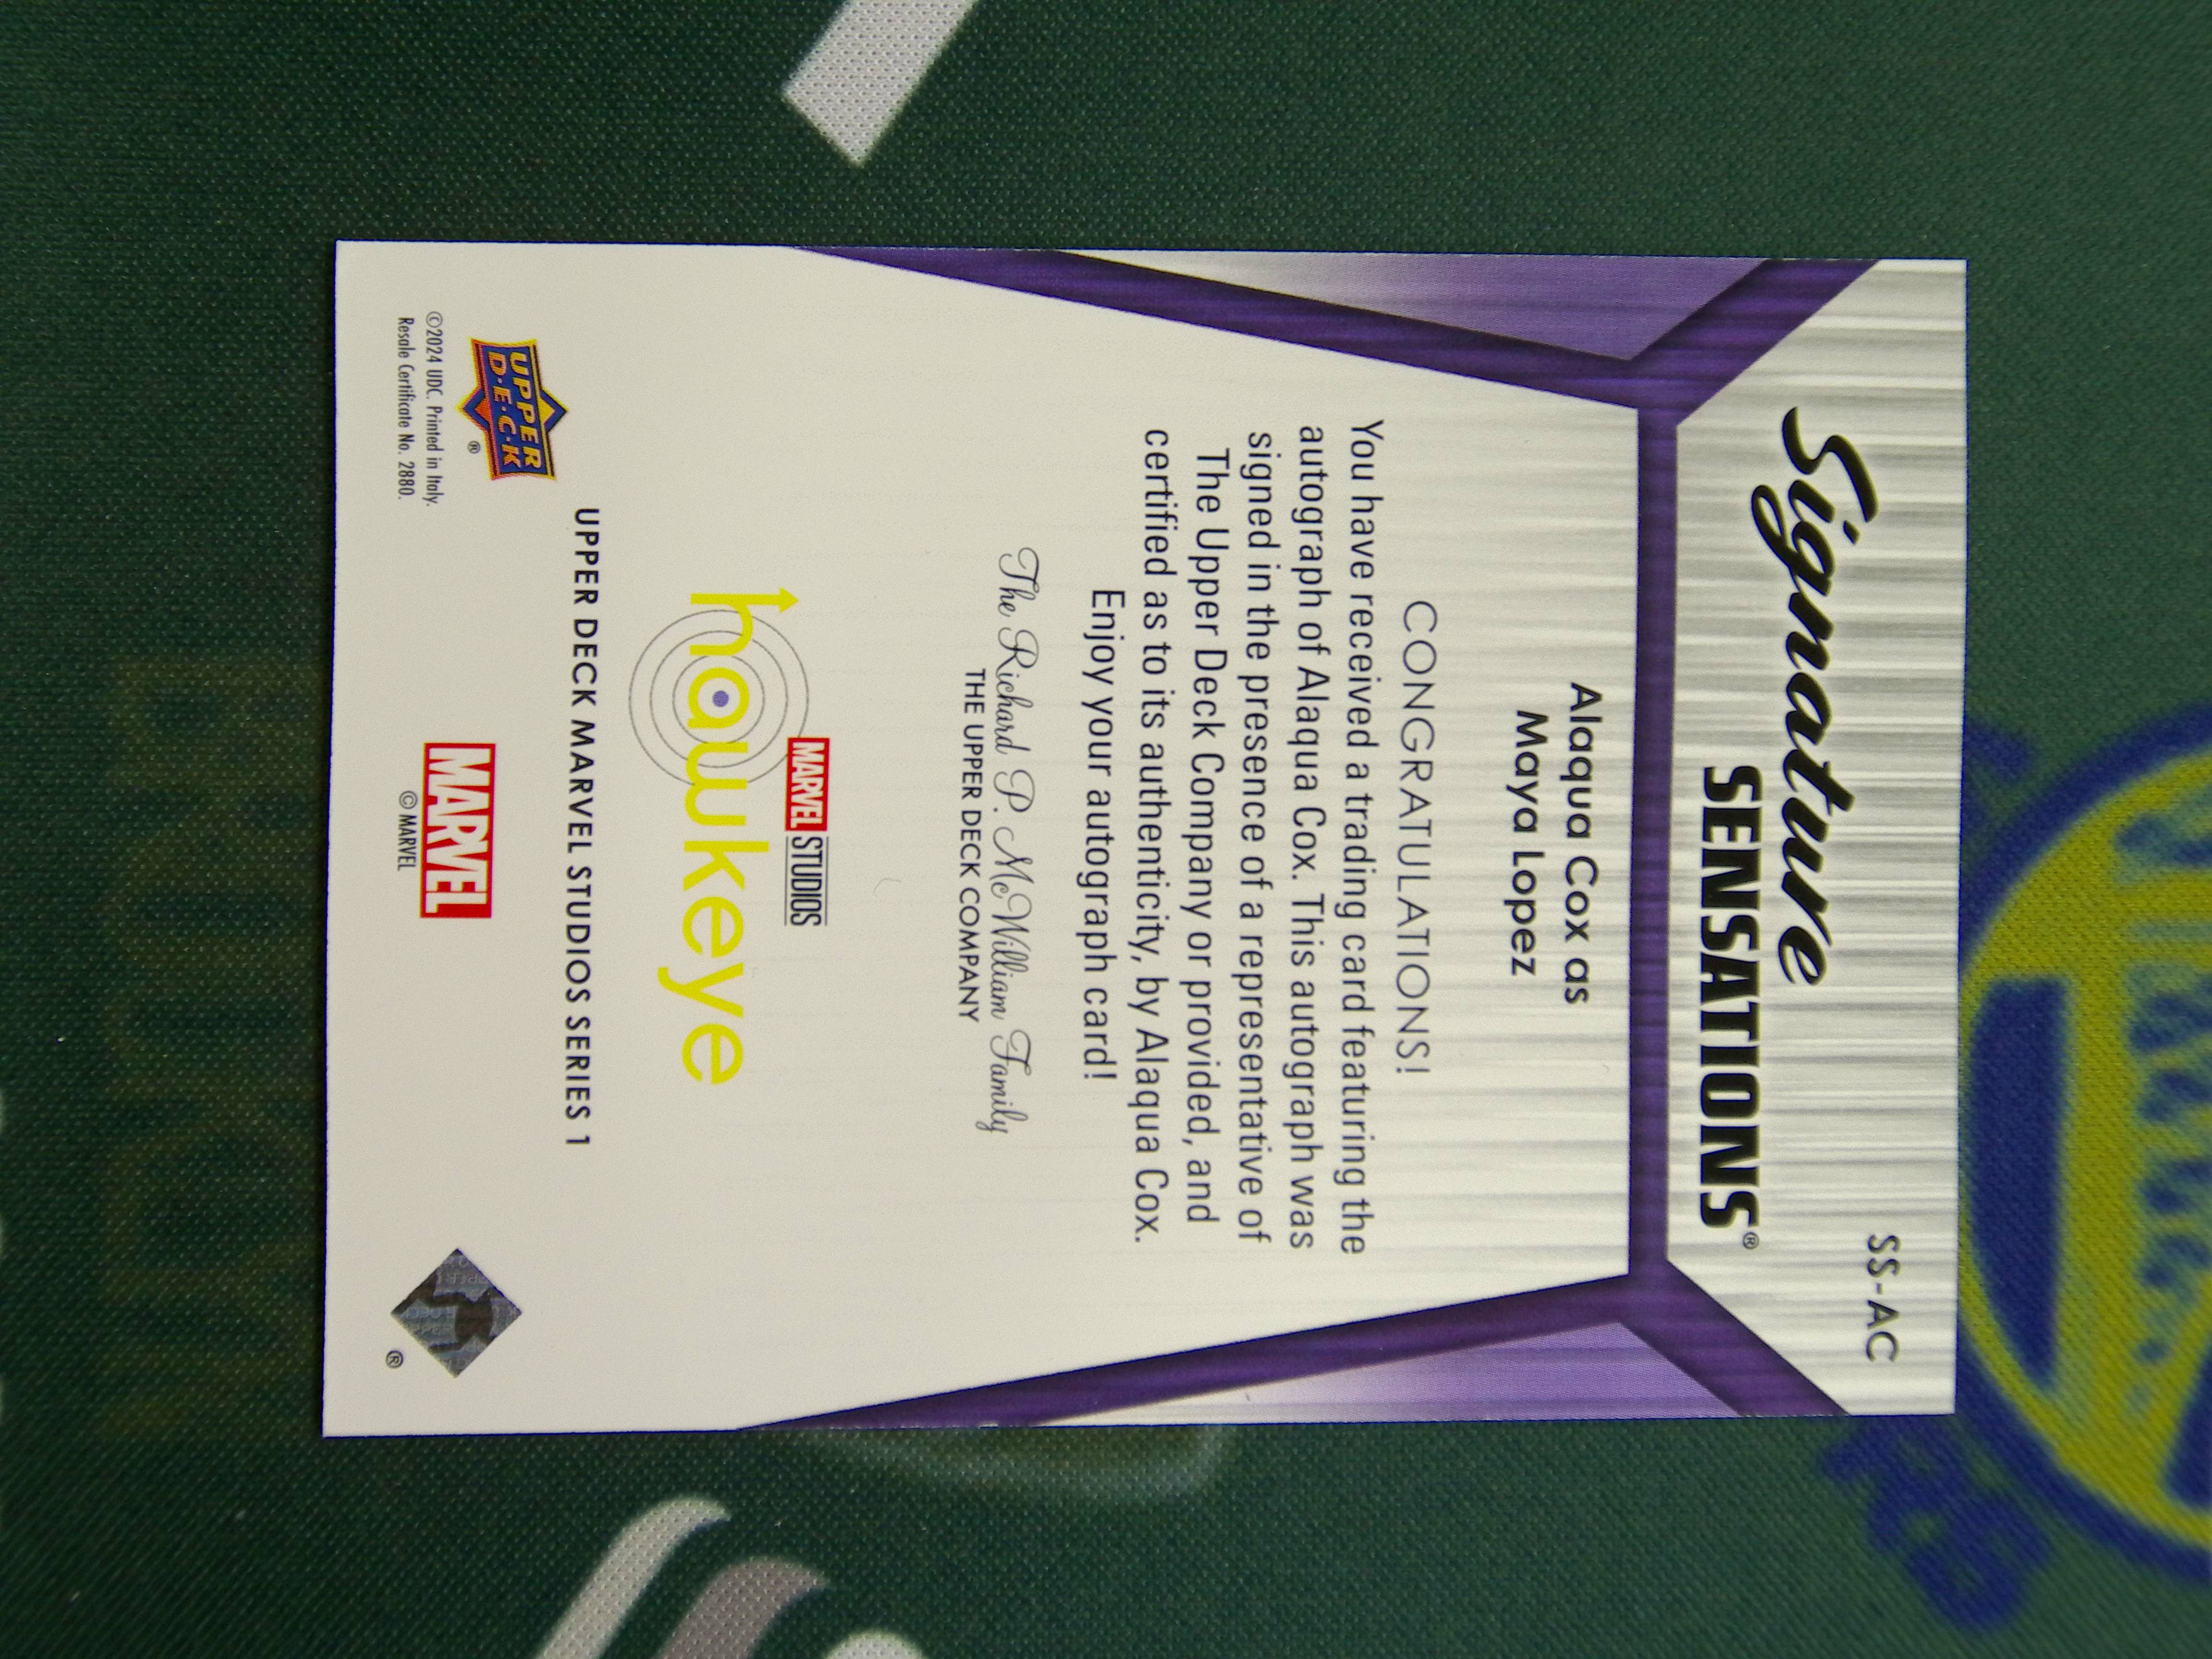 SS-AC
Signature
SENSATIONS®
Alaqua Cox as
Maya Lopez
CONGRATULATIONS!
You have received a trading card featuring the
autograph of Alaqua Cox. This autograph was
signed in the presence of a representative of
The Upper Deck Company or provided, and
certified as to its authenticity, by Alaqua Cox.
Enjoy your autograph card!
The Richard P. McWilliam Family
THE UPPER DECK COMPANY
MARVEL STUDIOS
hawkeye
UPPER DECK MARVEL STUDIOS SERIES 1
UPPER
D·E·C·K
®
MARVEL
© MARVEL
©2024 UDC. Printed in Italy.
Resale Certificate No. 2880.
®